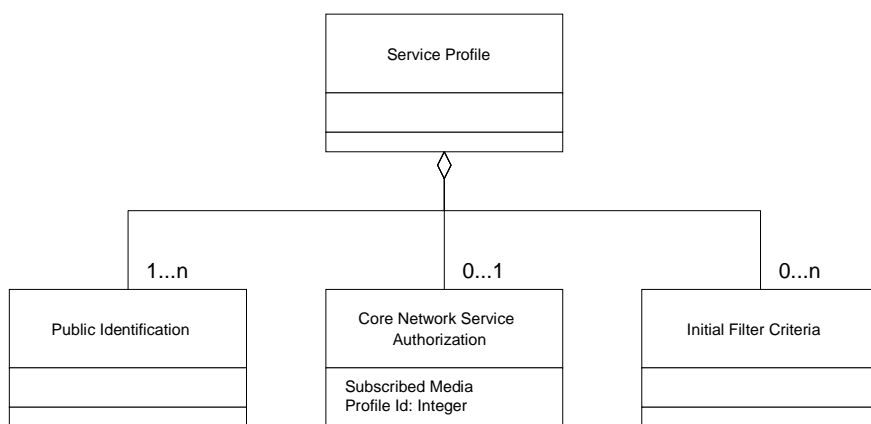 Service Profile
1...n
0...1
0...n
Public Identification
Core Network Service
Authorization
Initial Filter Criteria
Subscribed Media
Profile Id: Integer